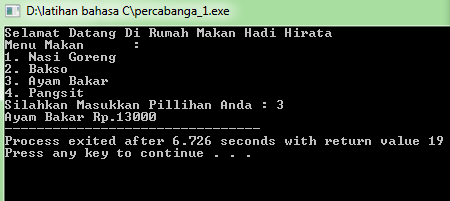 D:\latihan bahasa C\percabanga_1.exe
Selamat Datang Di Rumah Makan Hadi Hirata
Menu Makan      :
1. Nasi Goreng
2. Bakso
3. Ayam Bakar
4. Pangsit
Silahkan Masukkan Pillihan Anda : 3
Ayam Bakar Rp.13000
--------------------------------
Process exited after 6.726 seconds with return value 19
Press any key to continue . . .